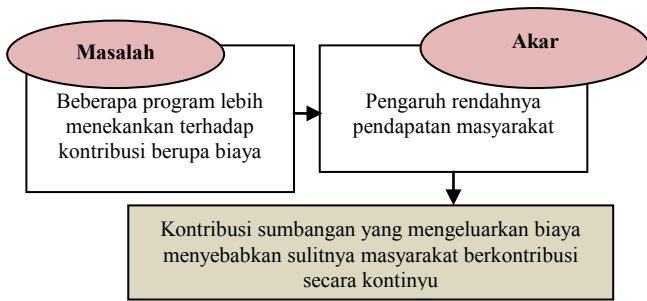 Masalah
Beberapa program lebih
menekankan terhadap
kontribusi berupa biaya
Akar
Pengaruh rendahnya
pendapatan masyarakat
Kontribusi sumbangan yang mengeluarkan biaya
menyebabkan sulitnya masyarakat berkontribusi
secara kontinyu